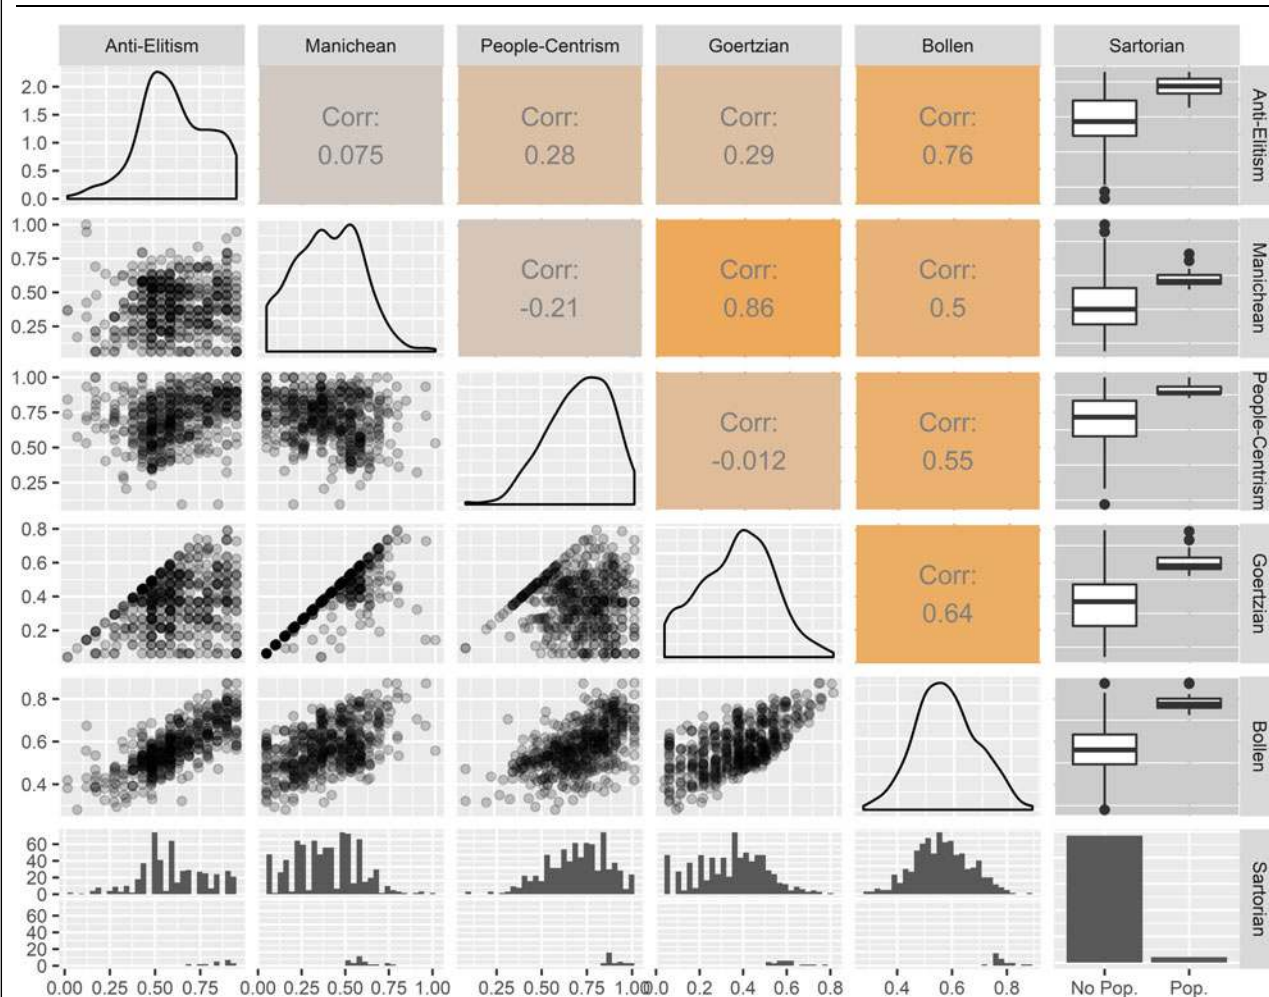 Anti-Elitism Manichean People-Centrism Goertzian Bollen Sartorian
2.0 1.5 1.0 0.5 0.0
Corr: 0.075
Corr: 0.28
Corr: 0.29
Corr: 0.76
Anti-Elitism
1.00 0.75 0.50 0.25
Corr: -0.21
Corr: 0.86
Corr: 0.5
Manichean
1.00 0.75 0.50 0.25
Corr: -0.012
Corr: 0.55
People-Centrism
0.8 0.6 0.4 0.2
Corr: 0.64
Goertzian
0.8 0.6 0.4
Bollen
60 40 20 0
60 40 20 0
Sartorian
0.00 0.25 0.50 0.75 0.00 0.25 0.50 0.75 1.00 0.00 0.25 0.50 0.75 1.00 0.0 0.2 0.4 0.6 0.8 0.4 0.6 0.8 No Pop. Pop.